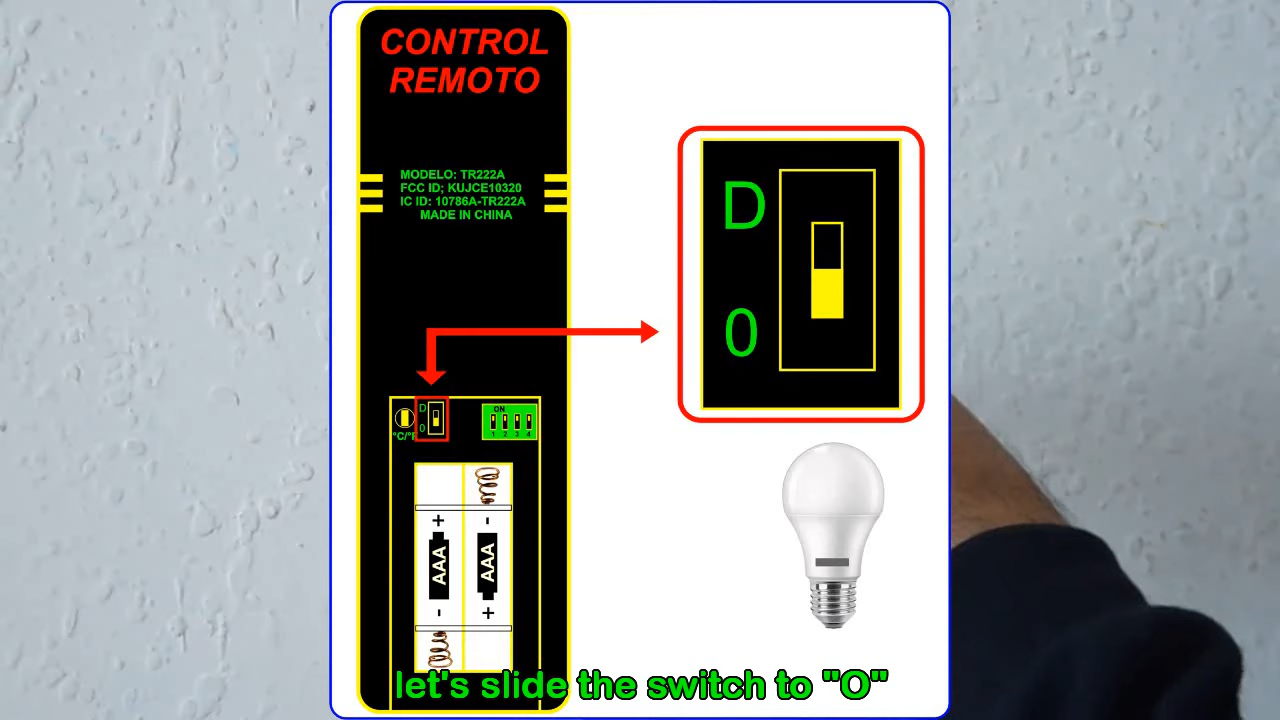 CONTROL
REMOTO
MODELO: TR222A
FCC ID; KUJCE10320
IC ID: 10786A-TR222A
MADE IN CHINA
D
0
D
0
ON
°C/°F
1 2 3 4
+ -
AAA AAA
- +
let's slide the switch to "O"